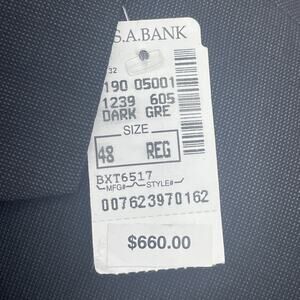 S.A.BANK
32
190 05001
1239 605
DARK GRE
SIZE
48 REG
BXT6517
MFG# STYLE#
007623970162
$660.00